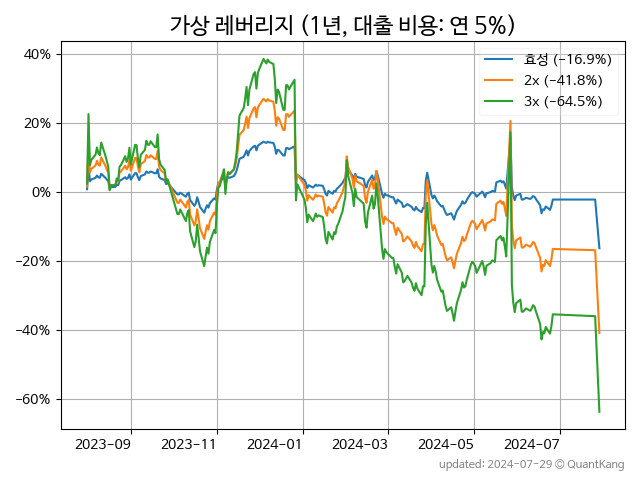 가상 레버리지 (1년, 대출 비용: 연 5%)
효성 (−16.9%)
2x (−41.8%)
3x (−64.5%)
40%
20%
0%
−20%
−40%
−60%
2023-09
2023-11
2024-01
2024-03
2024-05
2024-07
updated: 2024-07-29 © QuantKang